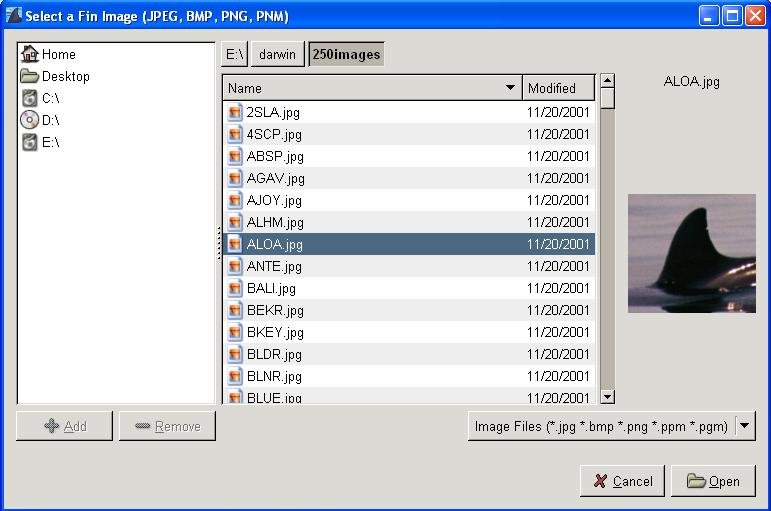 Select a Fin Image (JPEG, BMP, PNG, PNM)
Home
Desktop
C:\
D:\
E:\
Add
Remove
E:\ darwin 250images
Name Modified
2SLA.jpg 11/20/2001
4SCP.jpg 11/20/2001
ABSP.jpg 11/20/2001
AGAV.jpg 11/20/2001
AJOY.jpg 11/20/2001
ALHM.jpg 11/20/2001
ALOA.jpg 11/20/2001
ANTE.jpg 11/20/2001
BALI.jpg 11/20/2001
BEKR.jpg 11/20/2001
BKEY.jpg 11/20/2001
BLDR.jpg 11/20/2001
BLNR.jpg 11/20/2001
BLUE.jpg 11/20/2001
ALOA.jpg
Image Files (*.jpg *.bmp *.png *.ppm *.pgm)
Cancel
Open